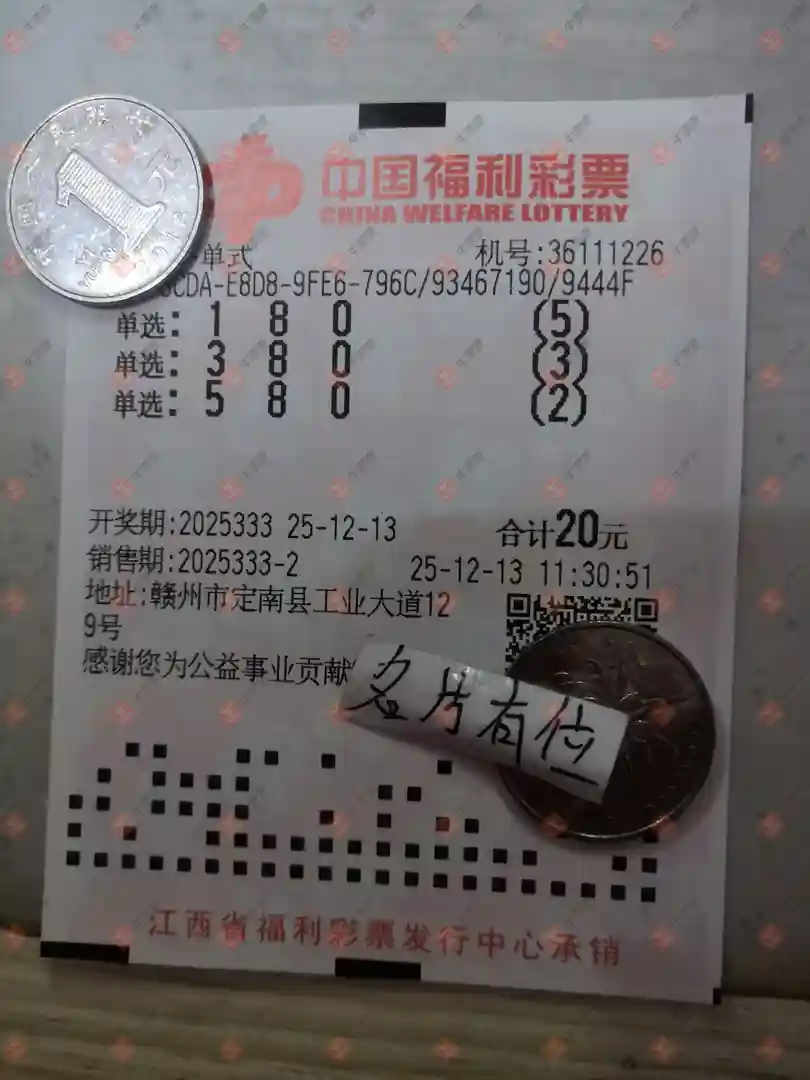 中国福利彩票
CHINA WELFARE LOTTERY
单式 机号:36111226
CDA-E8D8-9FE6-796C/93467190/9444F
单选: 1 8 0 (5)
单选: 3 8 0 (3)
单选: 5 8 0 (2)
开奖期:2025333 25-12-13 合计20元
销售期:2025333-2 25-12-13 11:30:51
地址:赣州市定南县工业大道12
9号
感谢您为公益事业贡献
名片有位
江西省福利彩票发行中心承销
1